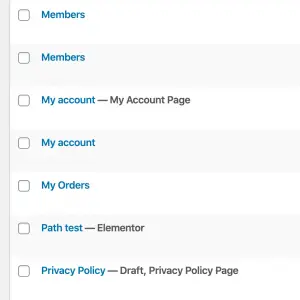 Members
Members
My account — My Account Page
My account
My Orders
Path test — Elementor
Privacy Policy — Draft, Privacy Policy Page